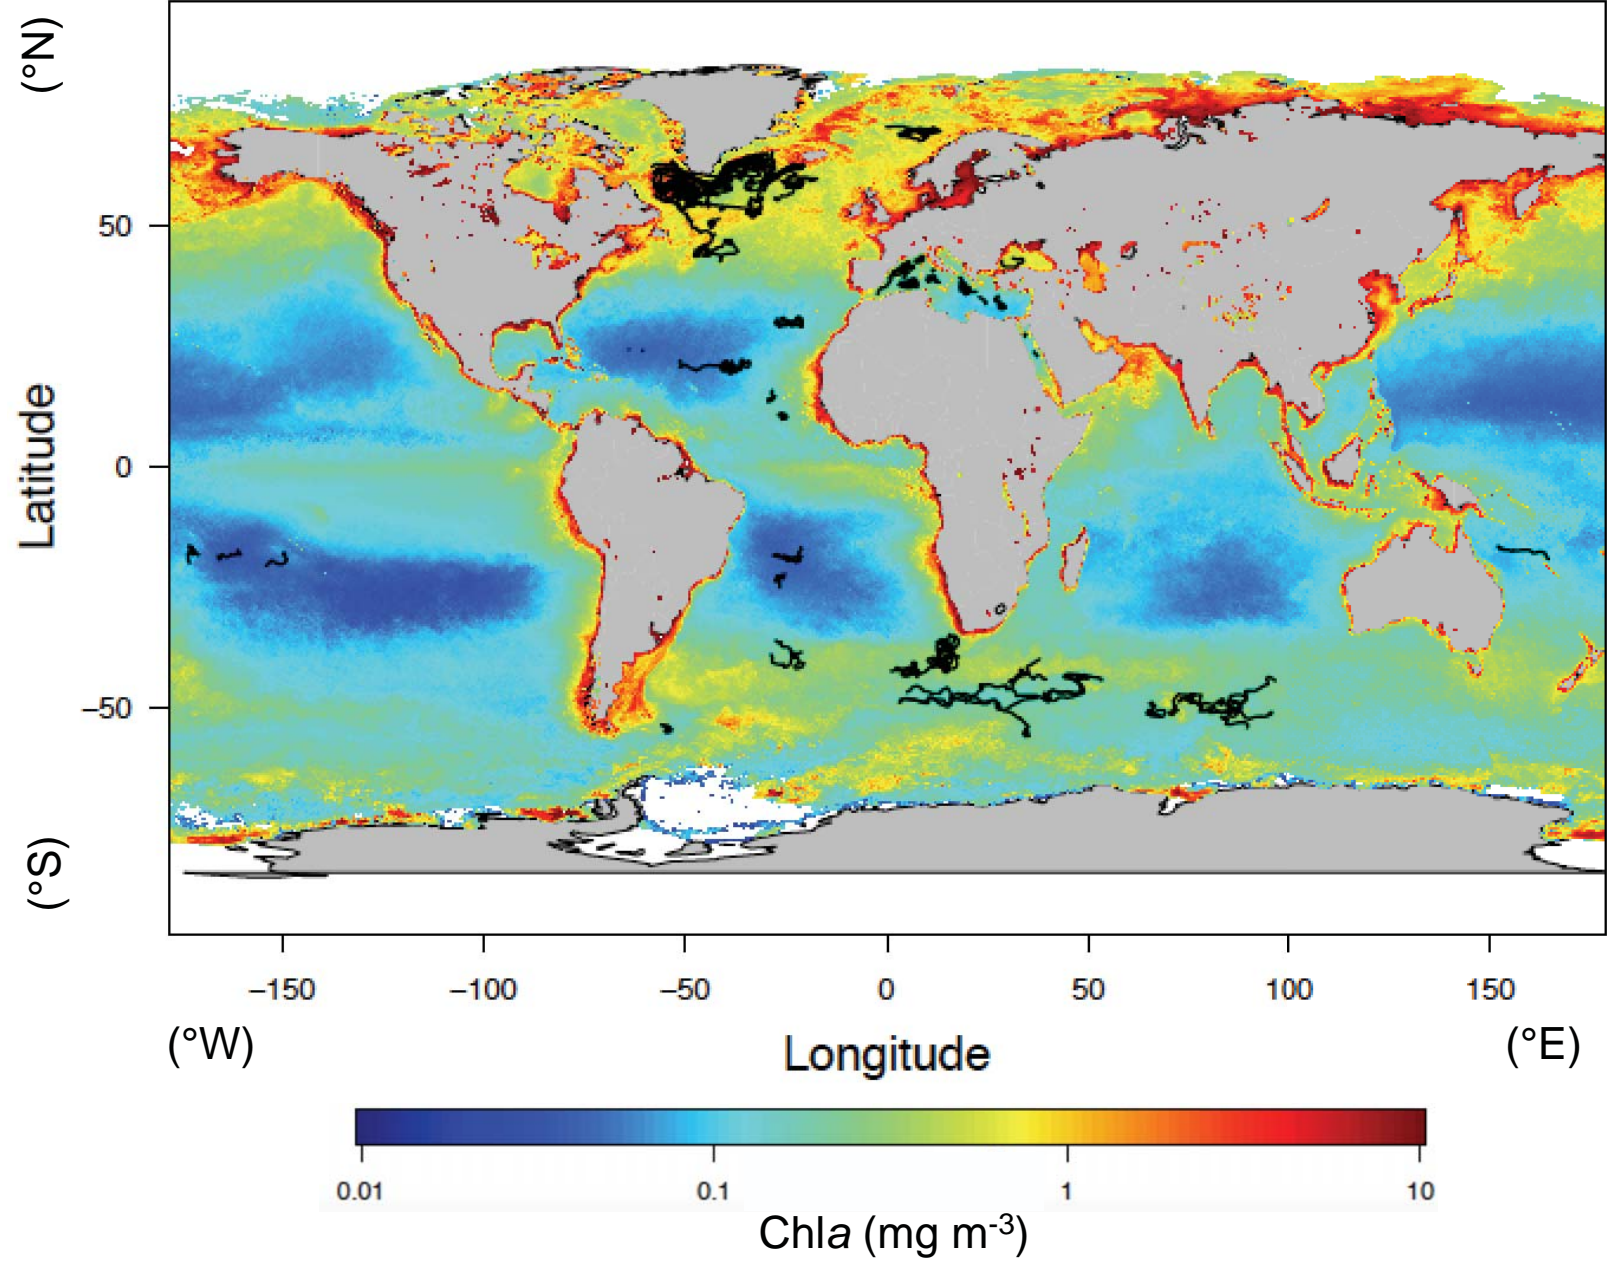 (°N)
50
0
–50
Latitude
(°S)
–150 –100 –50 0 50 100 150
(°W) (°E)
Longitude
0.01 0.1 1 10
Chla (mg m-3)